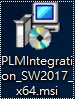 PLMIntegrati
on_SW2017_
x64.msi